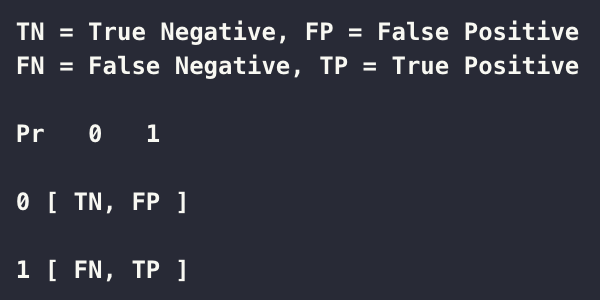 TN = True Negative, FP = False Positive
FN = False Negative, TP = True Positive
Pr   0   1
0 [ TN, FP ]
1 [ FN, TP ]